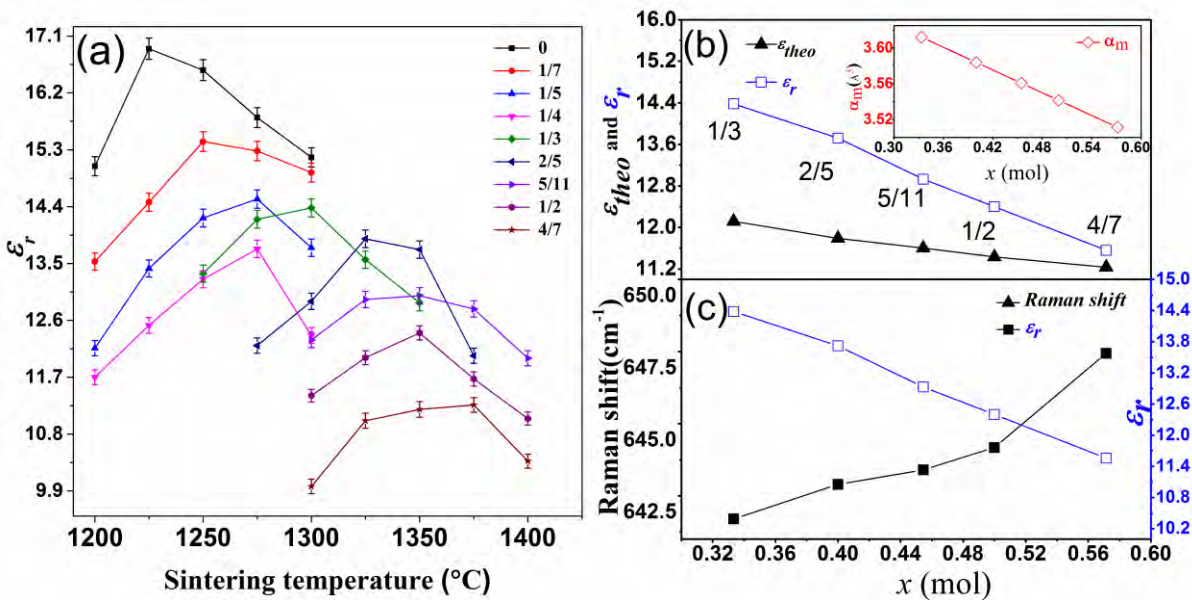 (a)
17.1
16.2
15.3
14.4
13.5
12.6
11.7
10.8
9.9
εr
0
1/7
1/5
1/4
1/3
2/5
5/11
1/2
4/7
1200 1250 1300 1350 1400
Sintering temperature (°C)
(b)
16.0
15.2
14.4
13.6
12.8
12.0
11.2
εtheo and εr
εtheo
εr
1/3
2/5
5/11
1/2
4/7
3.60
3.56
3.52
αm(Å3)
αm
0.32 0.40 0.48 0.56
x (mol)
(c)
650.0
647.5
645.0
642.5
Raman shift(cm-1)
Raman shift
εr
15.0
14.4
13.8
13.2
12.6
12.0
11.4
10.8
10.2
εr
0.32 0.36 0.40 0.44 0.48 0.52 0.56 0.60
x (mol)